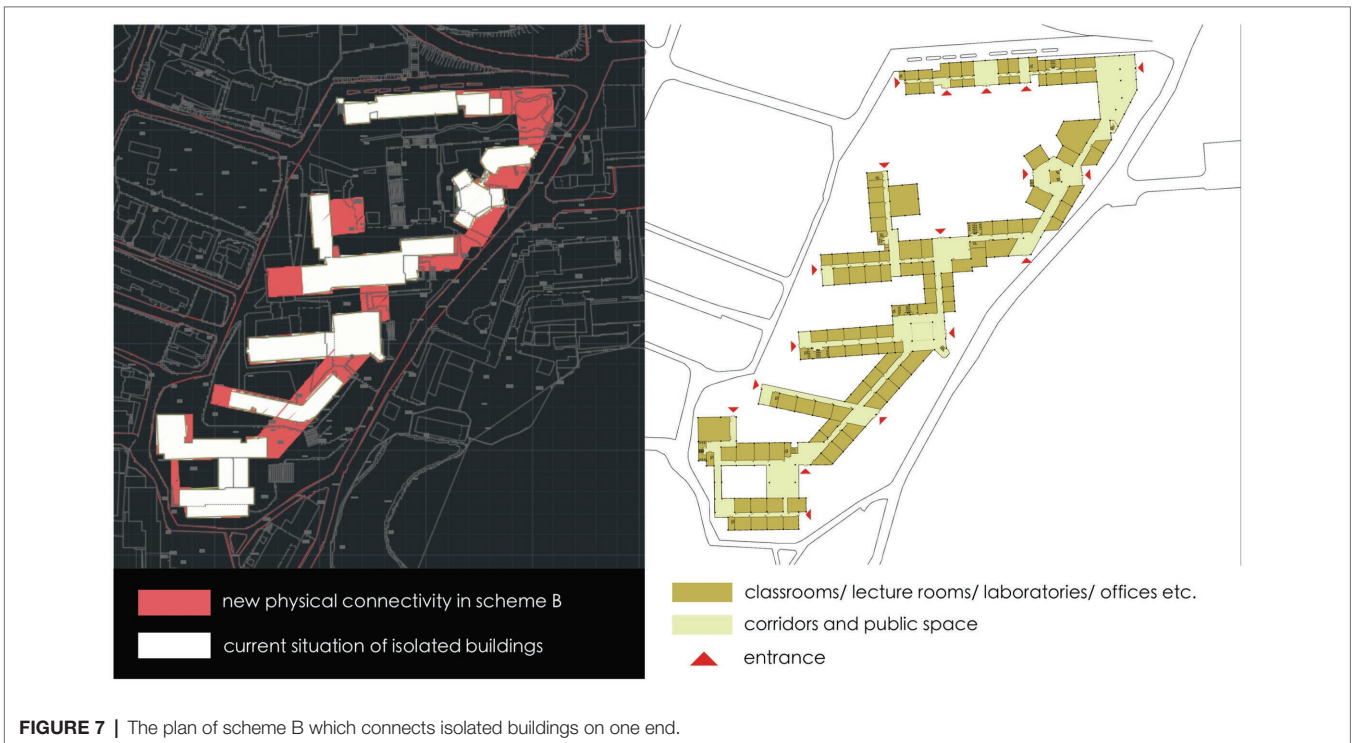 new physical connectivity in scheme B
current situation of isolated buildings
classrooms/ lecture rooms/ laboratories/ offices etc.
corridors and public space
entrance
FIGURE 7 | The plan of scheme B which connects isolated buildings on one end.